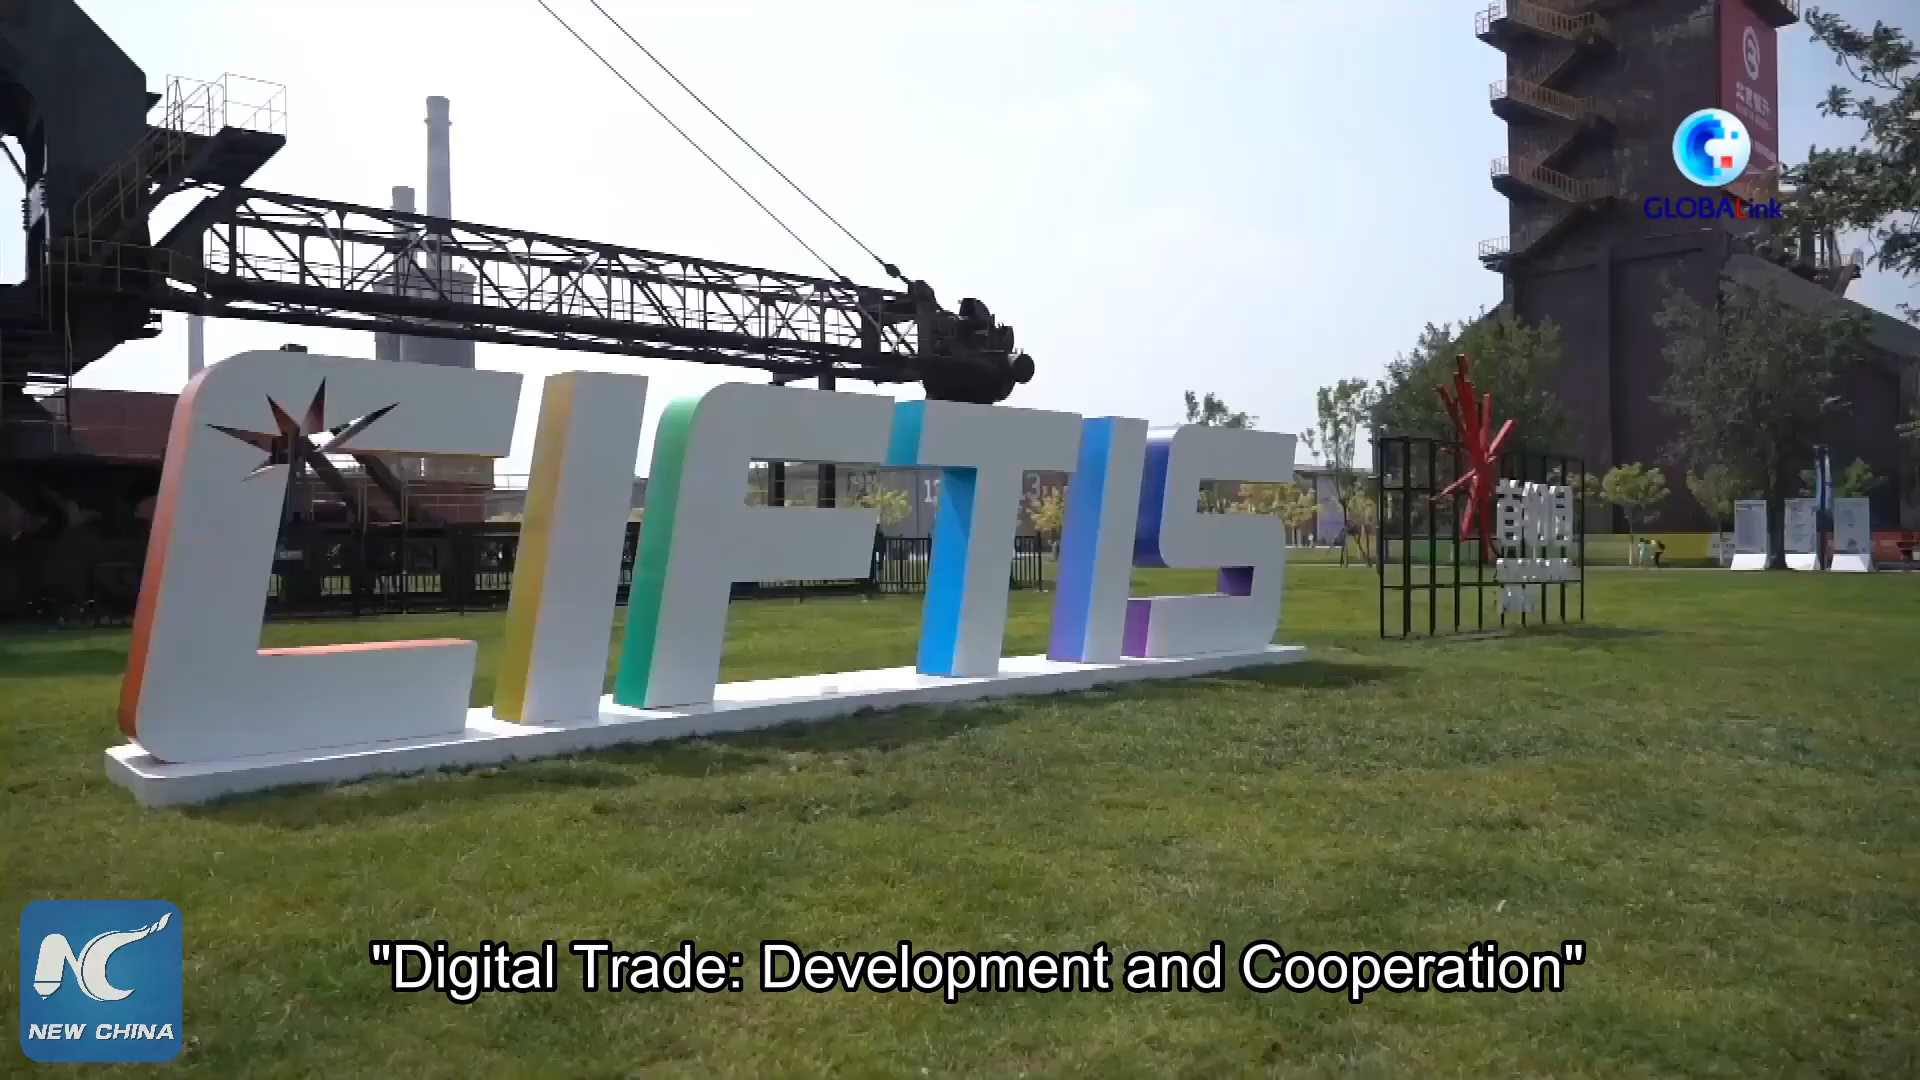 GLOBALink
CIFTIS
"Digital Trade: Development and Cooperation"
NEW CHINA